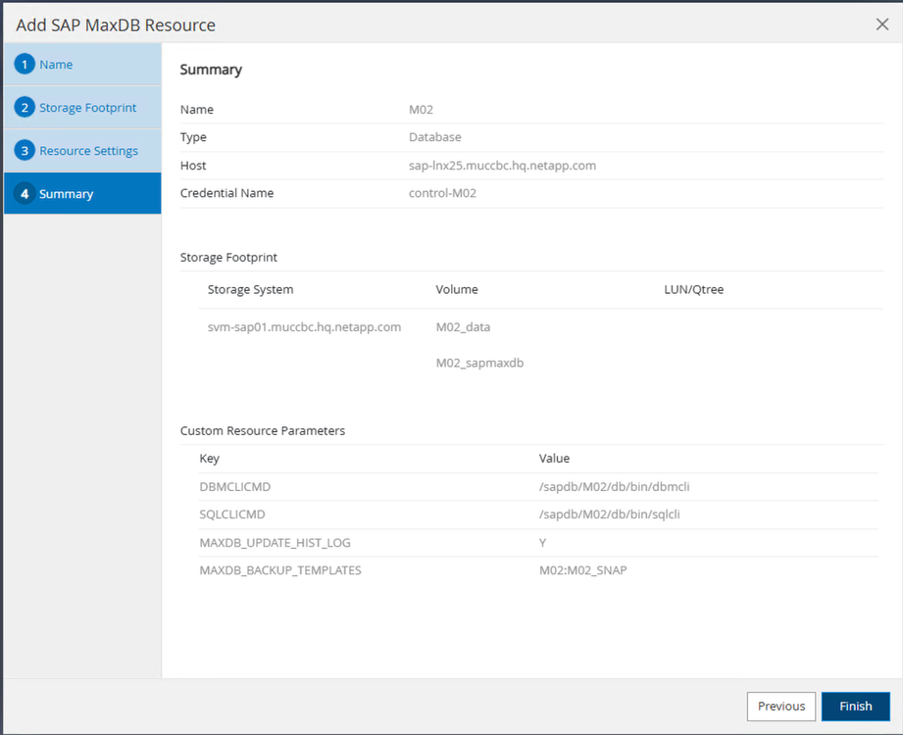 Add SAP MaxDB Resource
1 Name
2 Storage Footprint
3 Resource Settings
4 Summary
Summary
Name M02
Type Database
Host sap-lnx25.muccbc.hq.netapp.com
Credential Name control-M02
Storage Footprint
Storage System Volume LUN/Qtree
svm-sap01.muccbc.hq.netapp.com M02_data
M02_sapmaxdb
Custom Resource Parameters
Key Value
DBMCLICMD /sapdb/M02/db/bin/dbmcli
SQLCLICMD /sapdb/M02/db/bin/sqlcli
MAXDB_UPDATE_HIST_LOG Y
MAXDB_BACKUP_TEMPLATES M02:M02_SNAP
Previous Finish